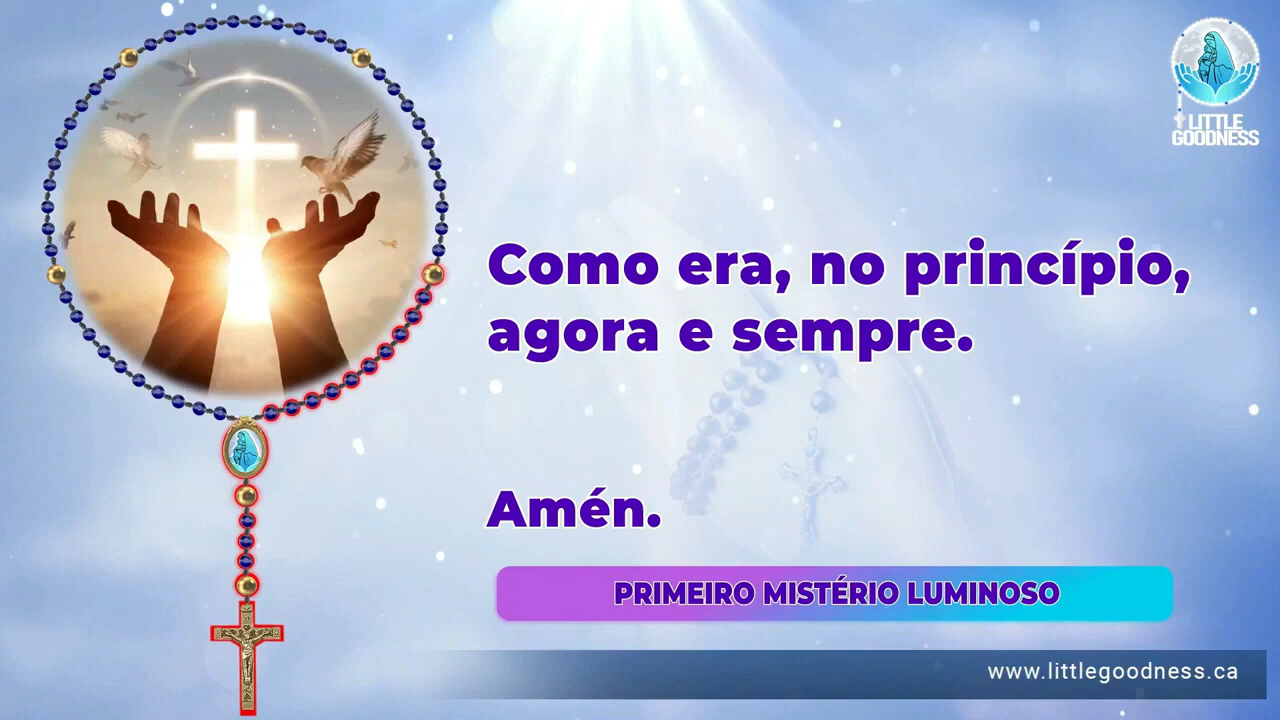 LITTLE
GOODNESS
Como era, no princípio,
agora e sempre.
Amén.
PRIMEIRO MISTÉRIO LUMINOSO
www.littlegoodness.ca